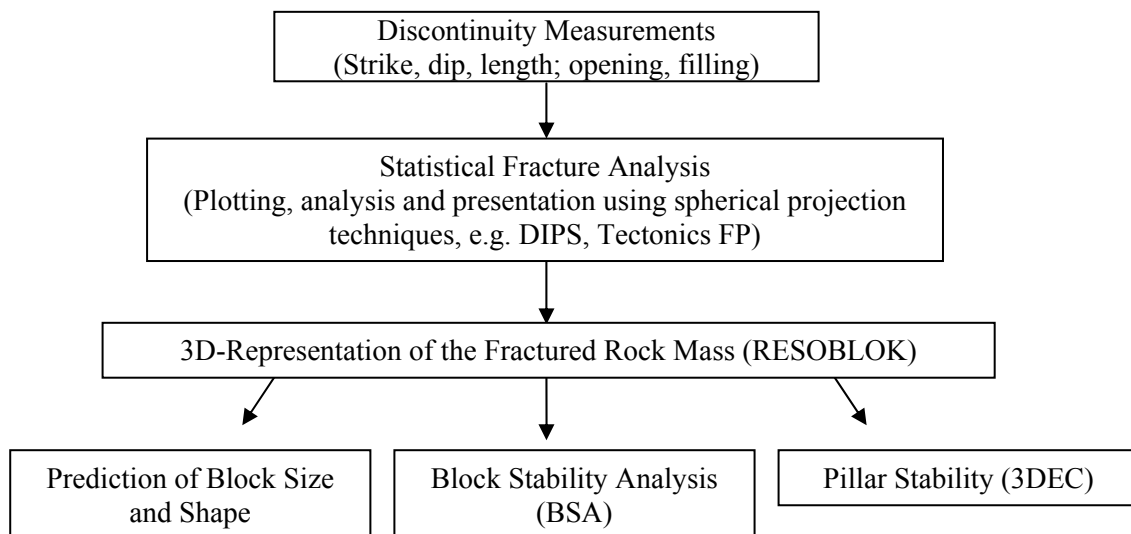 Discontinuity Measurements
(Strike, dip, length; opening, filling)
Statistical Fracture Analysis
(Plotting, analysis and presentation using spherical projection
techniques, e.g. DIPS, Tectonics FP)
3D-Representation of the Fractured Rock Mass (RESOBLOK)
Prediction of Block Size
and Shape
Block Stability Analysis
(BSA)
Pillar Stability (3DEC)